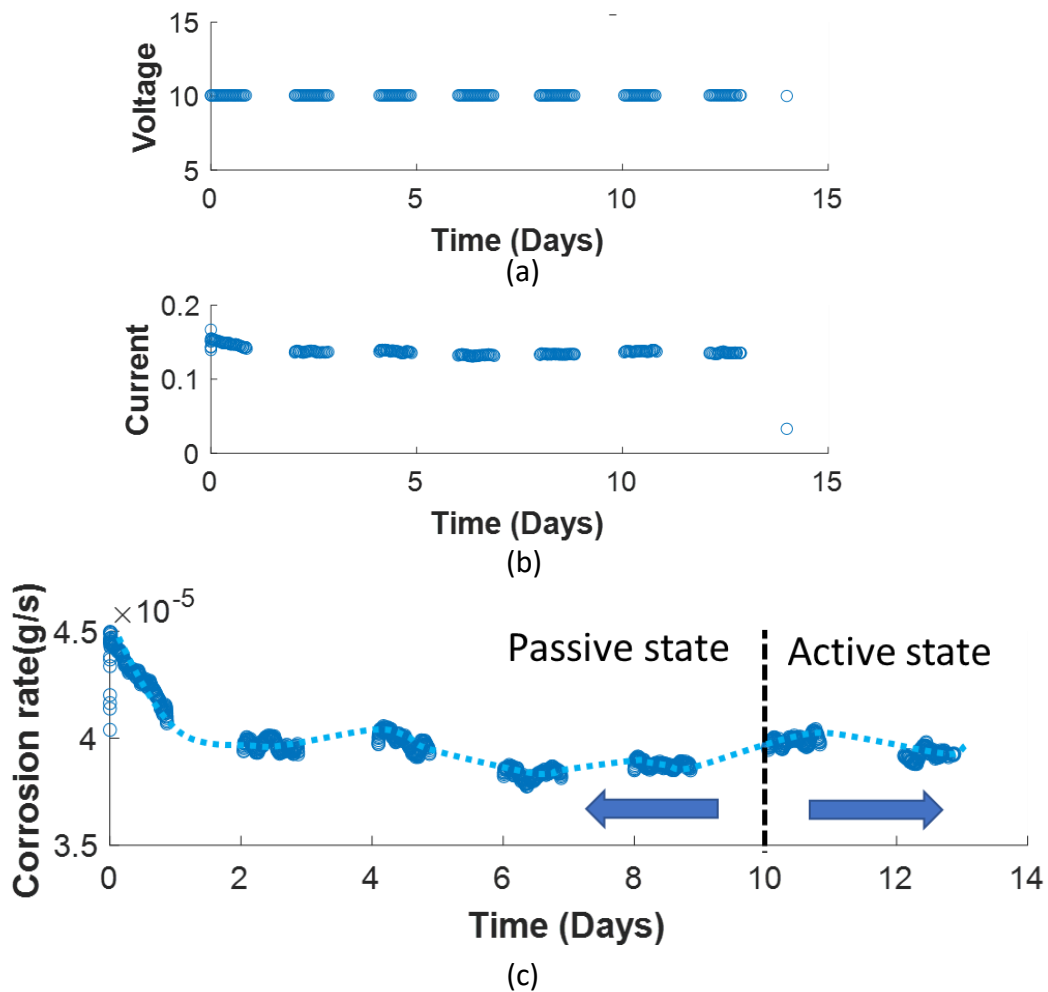 15
Voltage
10
5
0 5 10 15
Time (Days)
(a)
0.2
Current
0.1
0
0 5 10 15
Time (Days)
(b)
× 10-5
4.5
Passive state Active state
Corrosion rate(g/s)
4
3.5
0 2 4 6 8 10 12 14
Time (Days)
(c)